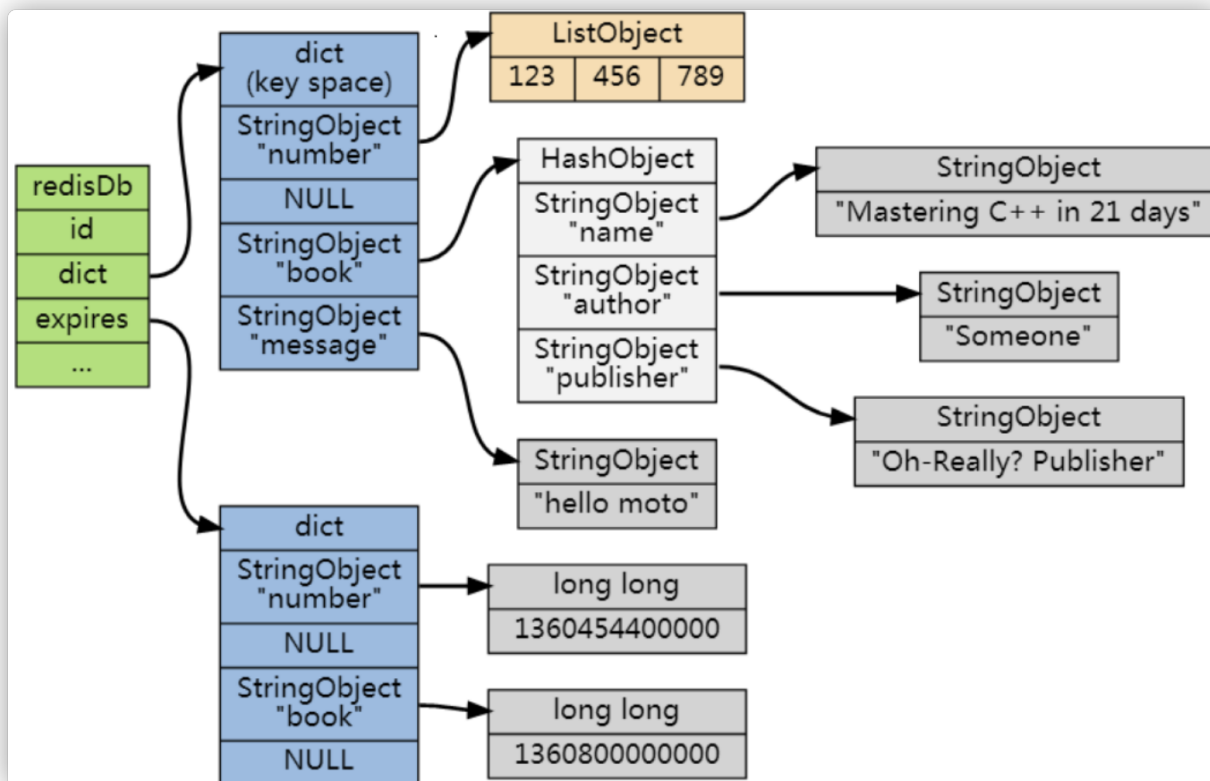 redisDb
id
dict
expires
...
dict
(key space)
StringObject
"number"
NULL
StringObject
"book"
StringObject
"message"
ListObject
123 456 789
HashObject
StringObject
"name"
StringObject
"author"
StringObject
"publisher"
StringObject
"Mastering C++ in 21 days"
StringObject
"Someone"
StringObject
"Oh-Really? Publisher"
StringObject
"hello moto"
dict
StringObject
"number"
NULL
StringObject
"book"
NULL
long long
1360454400000
long long
1360800000000